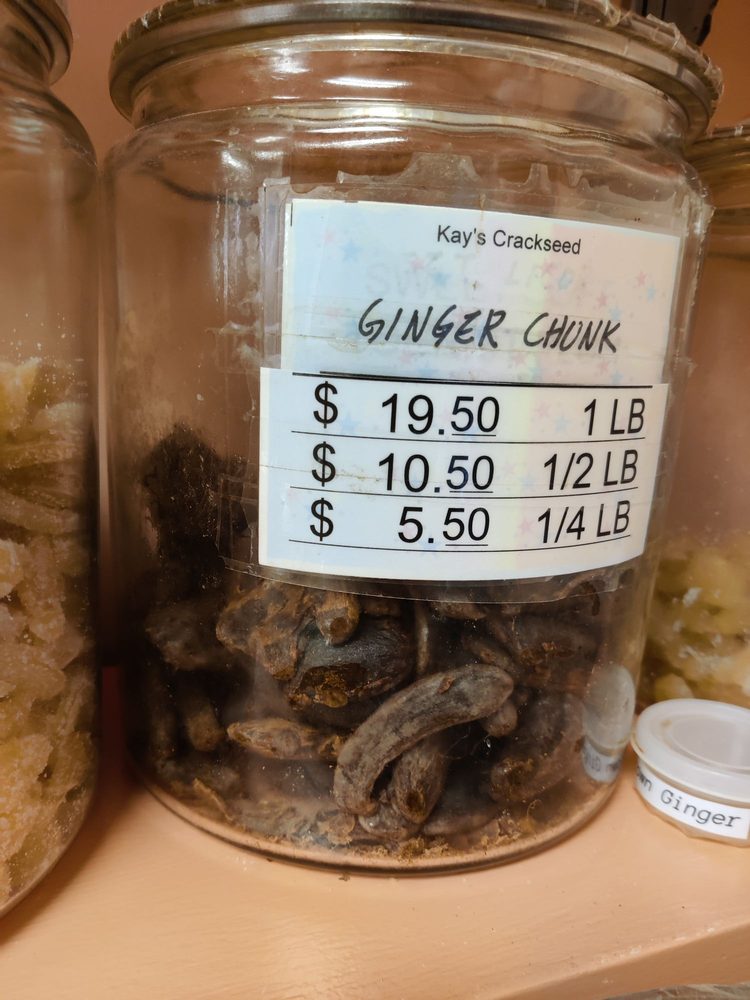 Kay's Crackseed
GINGER CHUNK
$ 19.50 1 LB
$ 10.50 1/2 LB
$ 5.50 1/4 LB
Ginger